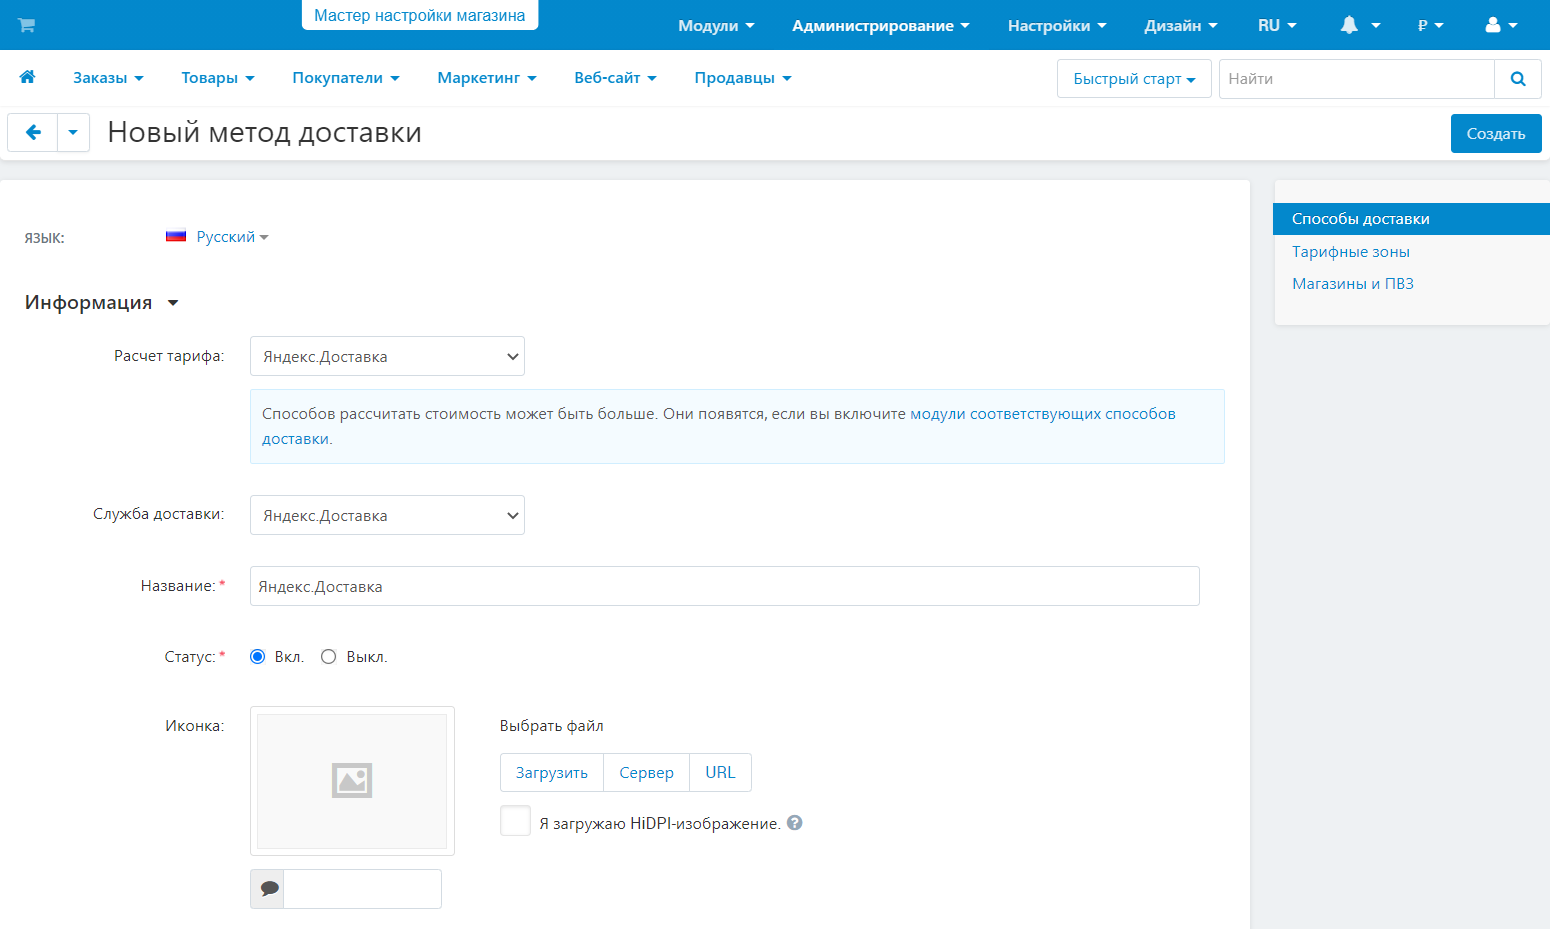 Мастер настройки магазина
Модули Администрирование Настройки Дизайн RU ₽
Заказы Товары Покупатели Маркетинг Веб-сайт Продавцы Быстрый старт Найти
Новый метод доставки Создать
ЯЗЫК: Русский
Способы доставки
Тарифные зоны
Магазины и ПВЗ
Информация
Расчет тарифа: Яндекс.Доставка
Способов рассчитать стоимость может быть больше. Они появятся, если вы включите модули соответствующих способов
доставки.
Служба доставки: Яндекс.Доставка
Название:* Яндекс.Доставка
Статус:* Вкл. Выкл.
Иконка: Выбрать файл
Загрузить Сервер URL
Я загружаю HiDPI-изображение. ?